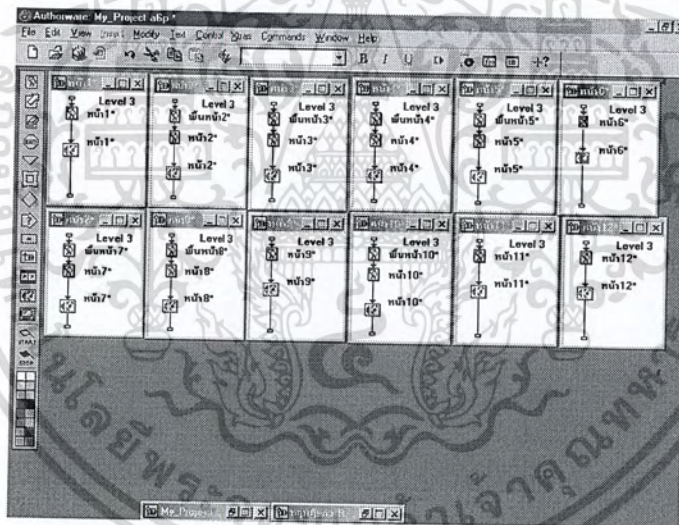 Authorware: My_Project.a6p *
File Edit View Insert Modify Text Control Xtras Commands Window Help
B I U
Level 3
หน้า1*
หน้า1*
Level 3
พื้นหน้า2*
หน้า2*
หน้า2*
Level 3
พื้นหน้า3*
หน้า3*
หน้า3*
Level 3
พื้นหน้า4*
หน้า4*
หน้า4*
Level 3
พื้นหน้า5*
หน้า5*
หน้า5*
Level 3
หน้า6*
หน้า6*
Level 3
พื้นหน้า7*
หน้า7*
หน้า7*
Level 3
พื้นหน้า8*
หน้า8*
หน้า8*
Level 3
หน้า9*
หน้า9*
Level 3
พื้นหน้า10*
หน้า10*
หน้า10*
Level 3
หน้า11*
หน้า11*
Level 3
หน้า12*
หน้า12*
START
STOP
My_Project